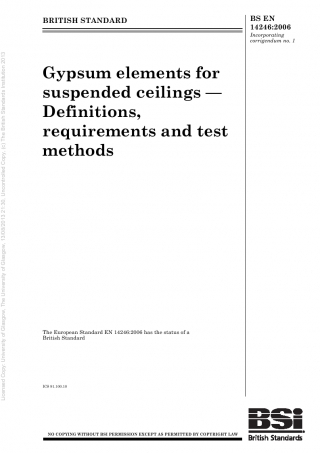 BRITISH STANDARD
BS EN
14246:2006
Incorporating
corrigendum no. 1
Gypsum elements for
suspended ceilings —
Definitions,
requirements and test
methods
The European Standard EN 14246:2006 has the status of a
British Standard
ICS 91.100.10
NO COPYING WITHOUT BSI PERMISSION EXCEPT AS PERMITTED BY COPYRIGHT LAW
BSi
British Standards
Licensed Copy: University of Glasgow, The University of Glasgow, 13/09/2013 21:30, Uncontrolled Copy, (c) The British Standards Institution 2013